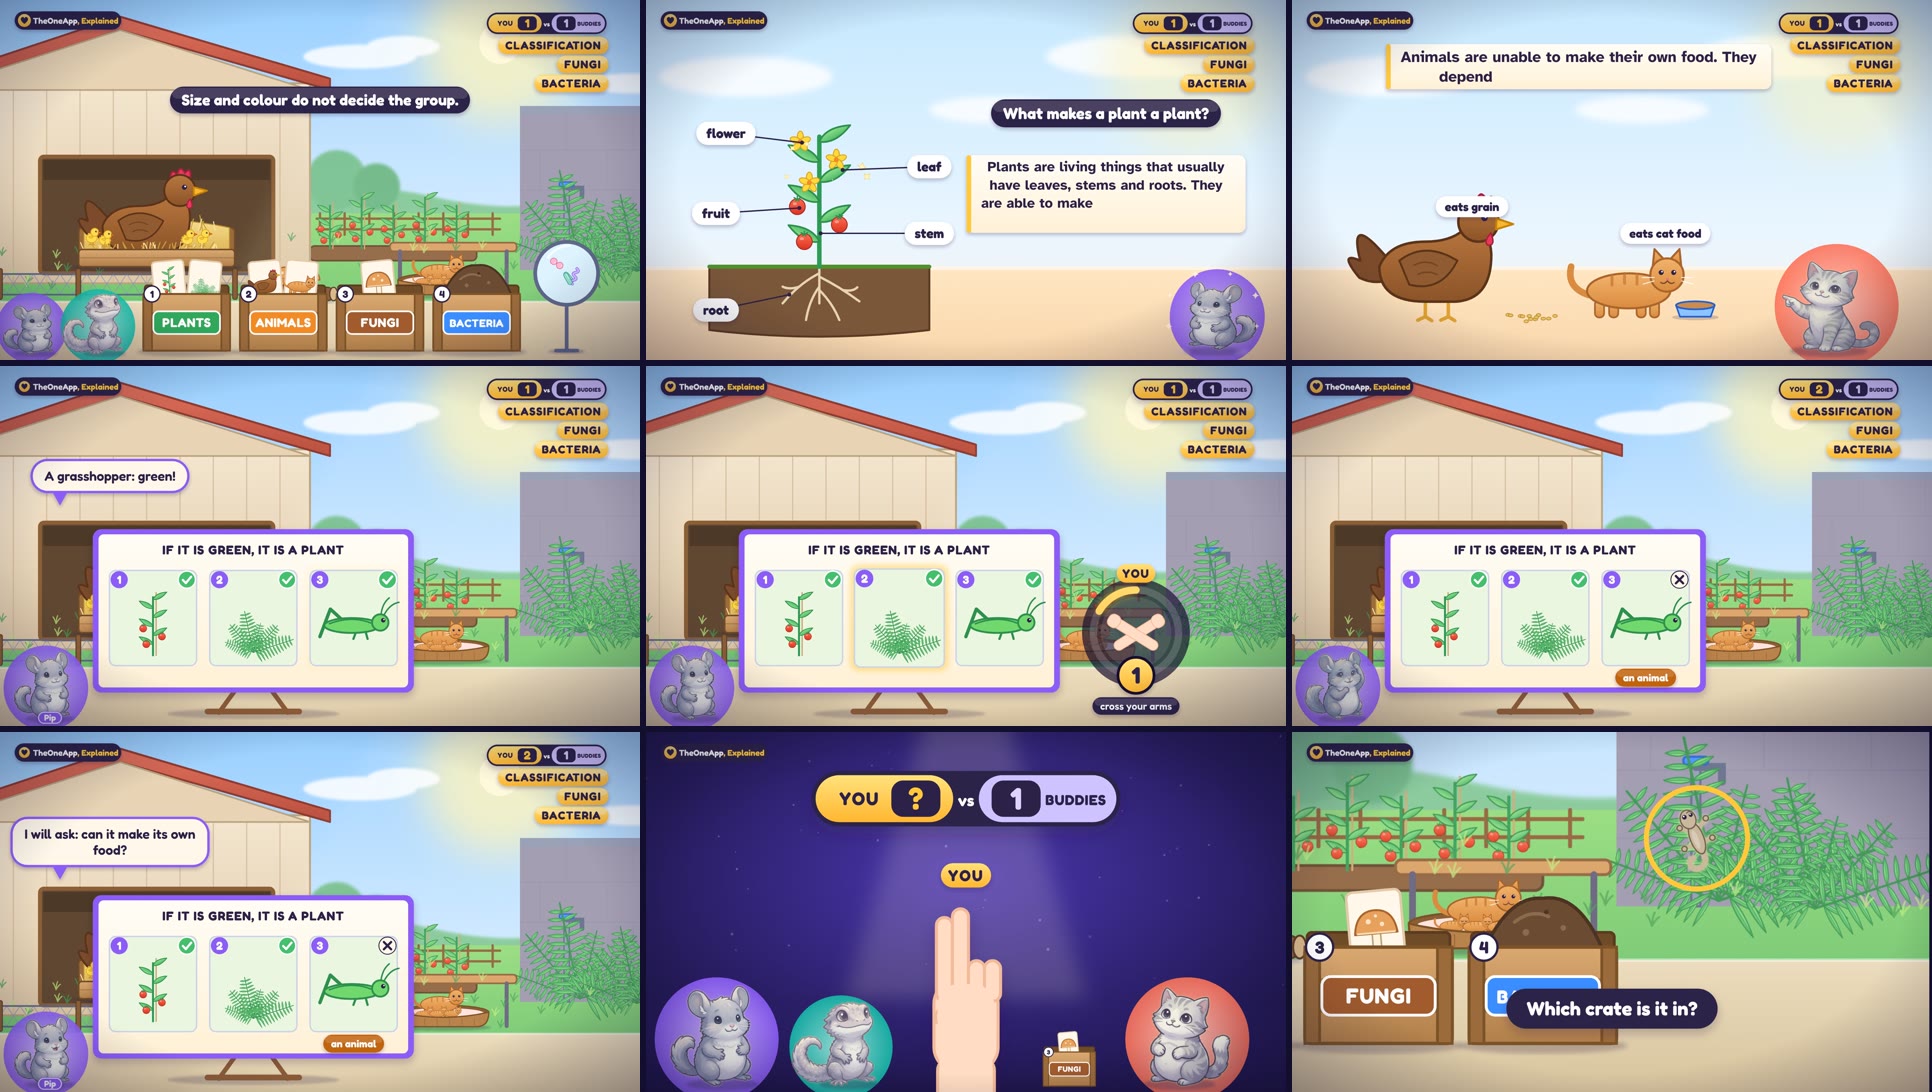 TheOneApp, Explained
YOU 1 vs 1 BUDDIES
CLASSIFICATION
FUNGI
BACTERIA
Size and colour do not decide the group.
1
2
3
4
PLANTS
ANIMALS
FUNGI
BACTERIA
TheOneApp, Explained
YOU 1 vs 1 BUDDIES
CLASSIFICATION
FUNGI
BACTERIA
What makes a plant a plant?
flower
leaf
fruit
stem
root
Plants are living things that usually
have leaves, stems and roots. They
are able to make
TheOneApp, Explained
YOU 1 vs 1 BUDDIES
CLASSIFICATION
FUNGI
BACTERIA
Animals are unable to make their own food. They
depend
eats grain
eats cat food
TheOneApp, Explained
YOU 1 vs 1 BUDDIES
CLASSIFICATION
FUNGI
BACTERIA
A grasshopper: green!
IF IT IS GREEN, IT IS A PLANT
1
2
3
Pip
TheOneApp, Explained
YOU 1 vs 1 BUDDIES
CLASSIFICATION
FUNGI
BACTERIA
IF IT IS GREEN, IT IS A PLANT
1
2
3
YOU
1
cross your arms
TheOneApp, Explained
YOU 2 vs 1 BUDDIES
CLASSIFICATION
FUNGI
BACTERIA
IF IT IS GREEN, IT IS A PLANT
1
2
3
an animal
TheOneApp, Explained
YOU 2 vs 1 BUDDIES
CLASSIFICATION
FUNGI
BACTERIA
I will ask: can it make its own
food?
IF IT IS GREEN, IT IS A PLANT
1
2
3
an animal
Pip
TheOneApp, Explained
YOU ? vs 1 BUDDIES
YOU
3
FUNGI
TheOneApp, Explained
3
4
FUNGI
Which crate is it in?